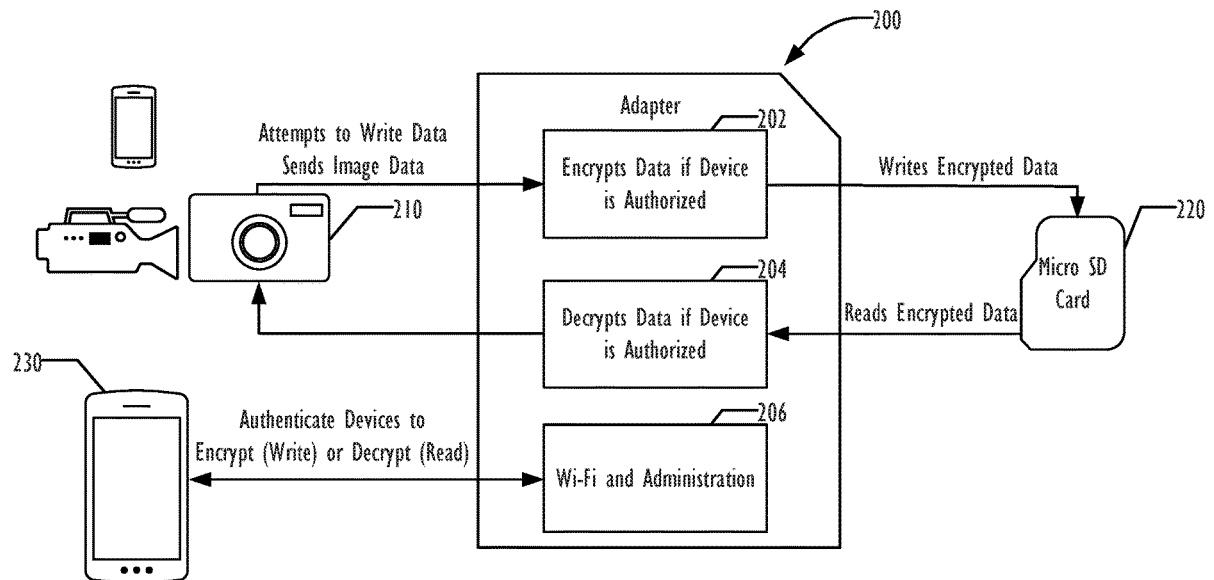 200
Adapter
202
Attempts to Write Data
Sends Image Data
Encrypts Data if Device
is Authorized
Writes Encrypted Data
210
220
204
Micro SD
Card
Decrypts Data if Device
is Authorized
Reads Encrypted Data
230
206
Authenticate Devices to
Encrypt (Write) or Decrypt (Read)
Wi-Fi and Administration